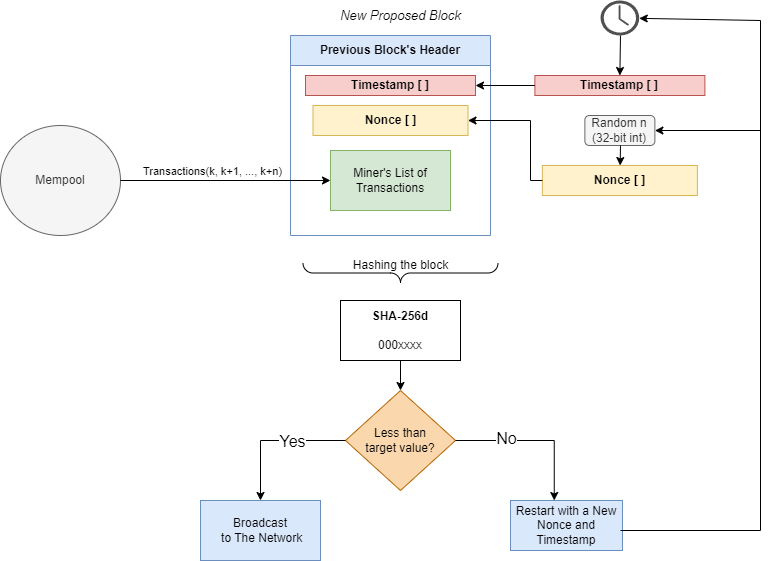 New Proposed Block
Previous Block's Header
Timestamp [ ]
Timestamp [ ]
Nonce [ ]
Random n
(32-bit int)
Mempool
Transactions(k, k+1, ..., k+n)
Miner's List of
Transactions
Nonce [ ]
Hashing the block
SHA-256d
000xxxx
Less than
target value?
Yes
No
Broadcast
to The Network
Restart with a New
Nonce and
Timestamp